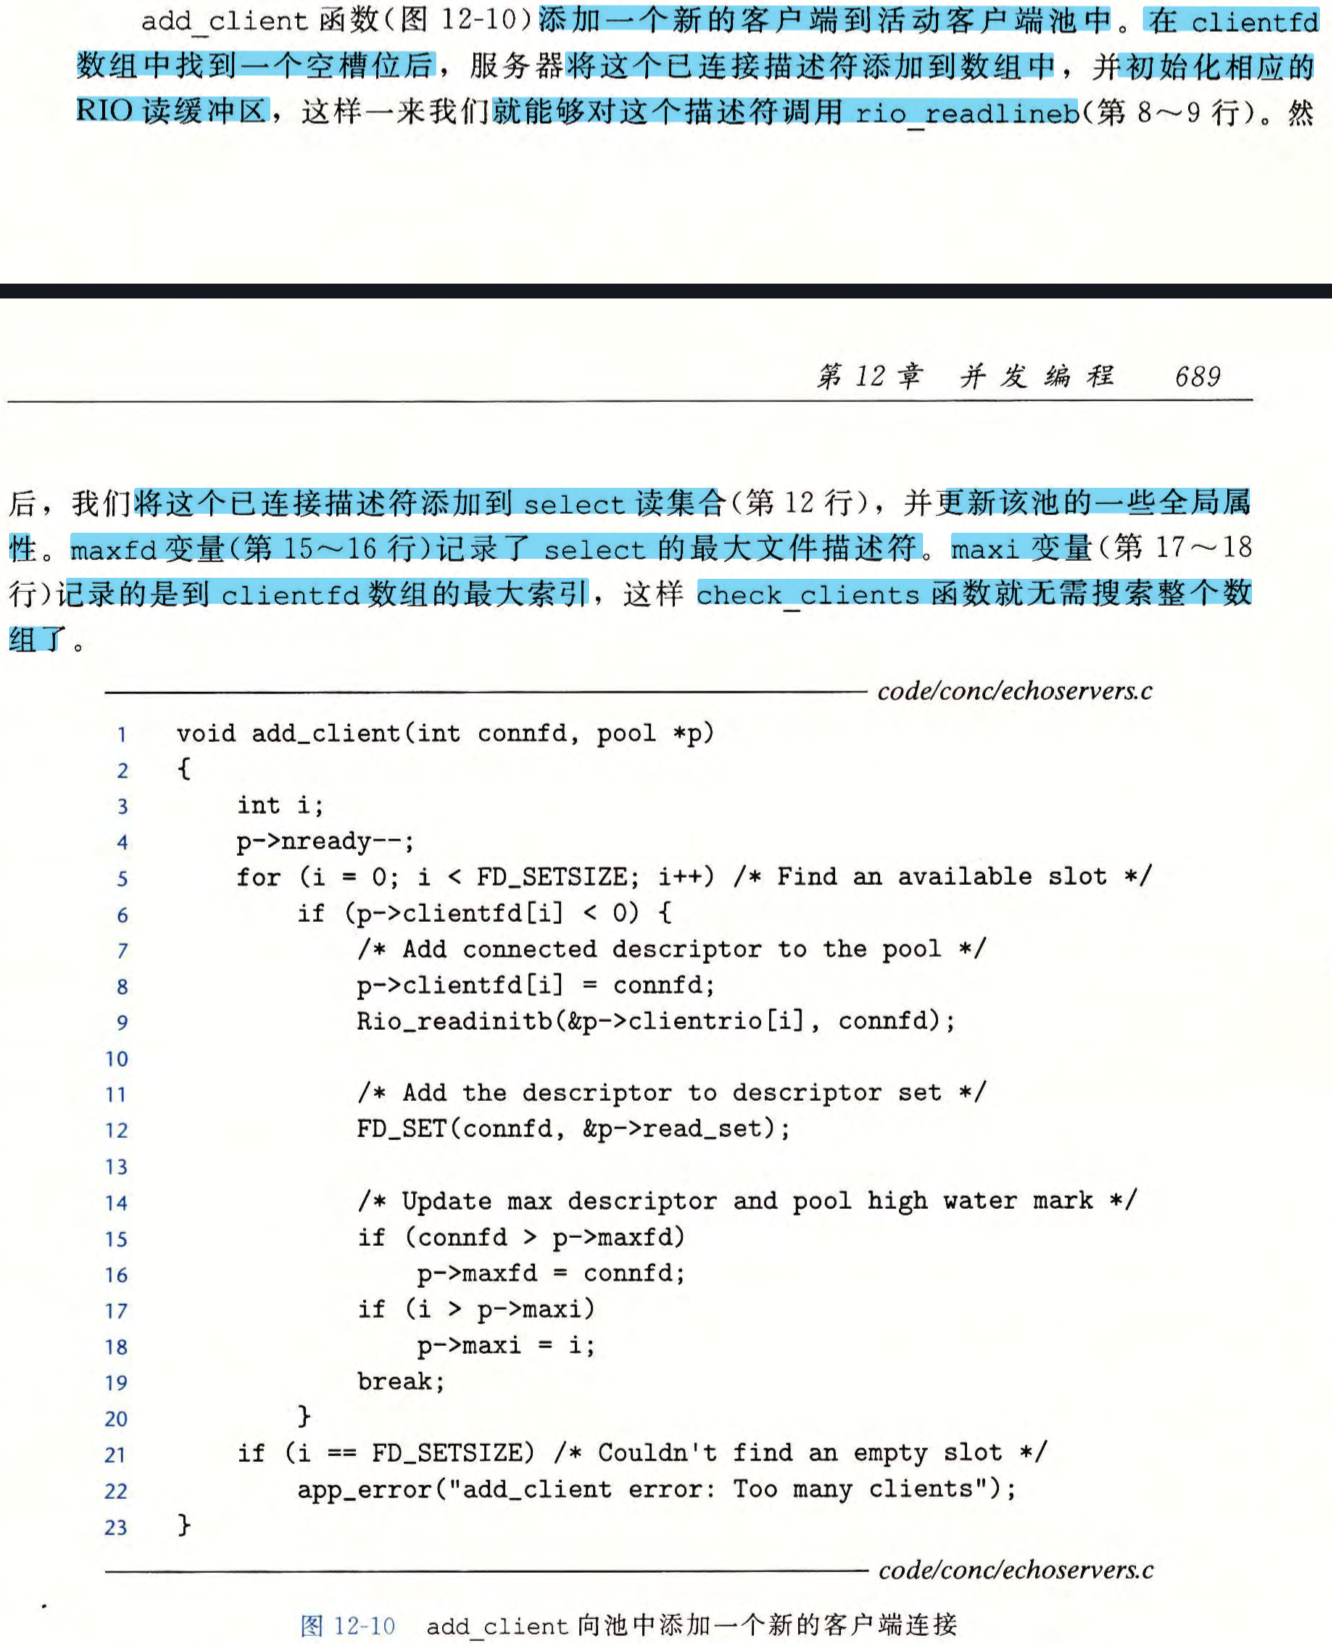 add_client 函数(图 12-10)添加一个新的客户端到活动客户端池中。在 clientfd
数组中找到一个空槽位后，服务器将这个已连接描述符添加到数组中，并初始化相应的
RIO 读缓冲区，这样一来我们就能够对这个描述符调用 rio_readlineb(第 8～9 行)。然
第 12 章 并发编程 689
后，我们将这个已连接描述符添加到 select 读集合(第 12 行)，并更新该池的一些全局属
性。maxfd 变量(第 15～16 行)记录了 select 的最大文件描述符。maxi 变量(第 17～18
行)记录的是到 clientfd 数组的最大索引，这样 check_clients 函数就无需搜索整个数
组了。
code/conc/echoservers.c
1 void add_client(int connfd, pool *p)
2 {
3 int i;
4 p->nready--;
5 for (i = 0; i < FD_SETSIZE; i++) /* Find an available slot */
6 if (p->clientfd[i] < 0) {
7 /* Add connected descriptor to the pool */
8 p->clientfd[i] = connfd;
9 Rio_readinitb(&p->clientrio[i], connfd);
10
11 /* Add the descriptor to descriptor set */
12 FD_SET(connfd, &p->read_set);
13
14 /* Update max descriptor and pool high water mark */
15 if (connfd > p->maxfd)
16 p->maxfd = connfd;
17 if (i > p->maxi)
18 p->maxi = i;
19 break;
20 }
21 if (i == FD_SETSIZE) /* Couldn't find an empty slot */
22 app_error("add_client error: Too many clients");
23 }
code/conc/echoservers.c
图 12-10 add_client 向池中添加一个新的客户端连接